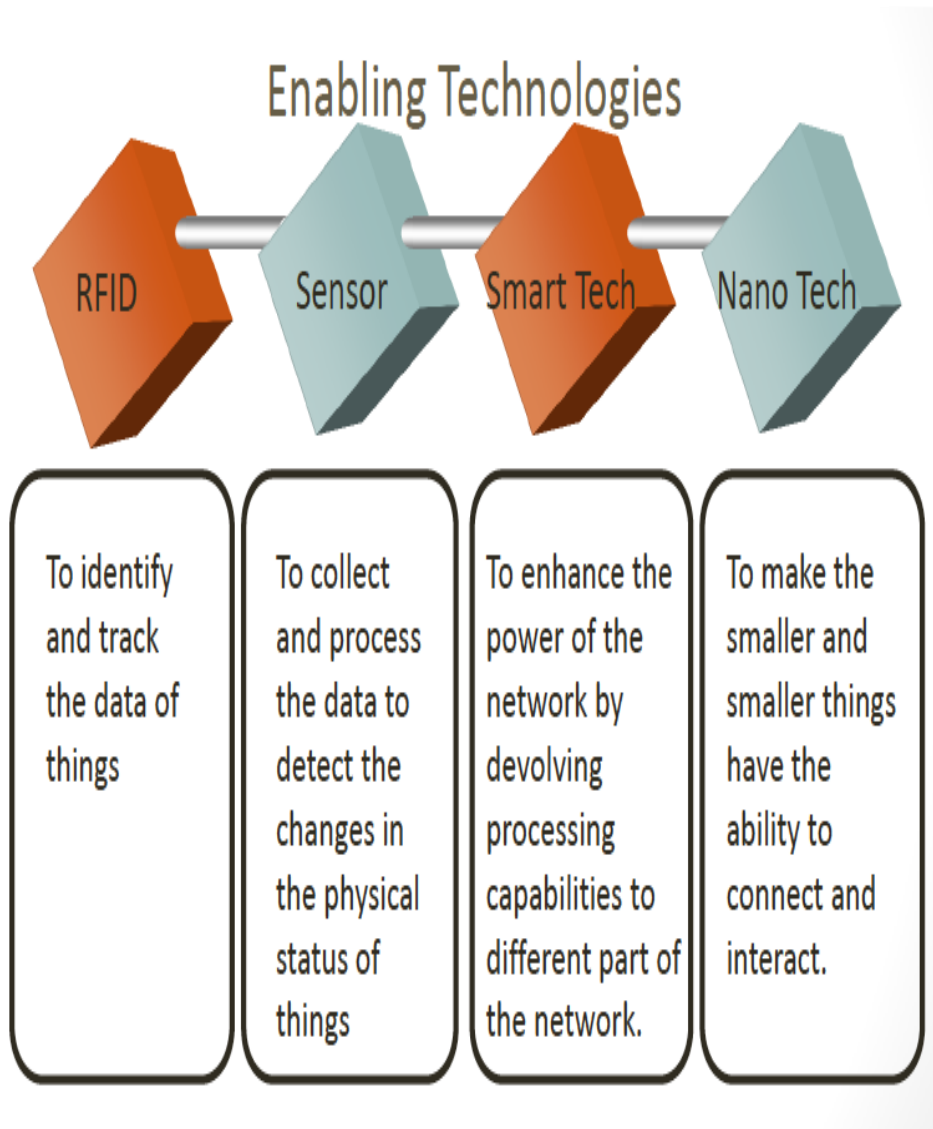 Enabling Technologies
RFID
Sensor
Smart Tech
Nano Tech
To identify
and track
the data of
things
To collect
and process
the data to
detect the
changes in
the physical
status of
things
To enhance the
power of the
network by
devolving
processing
capabilities to
different part of
the network.
To make the
smaller and
smaller things
have the
ability to
connect and
interact.